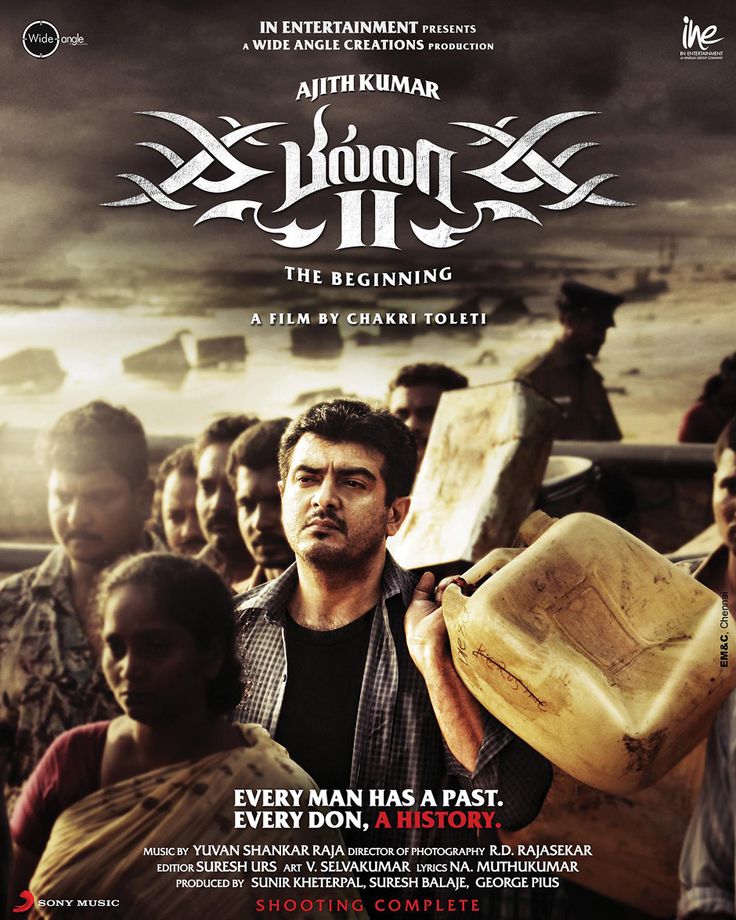 Wide angle
ine
IN ENTERTAINMENT
IN ENTERTAINMENT PRESENTS
A WIDE ANGLE CREATIONS PRODUCTION
AJITH KUMAR
பில்லா
II
THE BEGINNING
A FILM BY CHAKRI TOLETI
EM&C, Chennai
EVERY MAN HAS A PAST.
EVERY DON, A HISTORY.
MUSIC BY YUVAN SHANKAR RAJA DIRECTOR OF PHOTOGRAPHY R.D. RAJASEKAR
EDITIOR SURESH URS ART V. SELVAKUMAR LYRICS NA. MUTHUKUMAR
PRODUCED BY SUNIR KHETERPAL, SURESH BALAJE, GEORGE PIUS
SONY MUSIC
SHOOTING COMPLETE